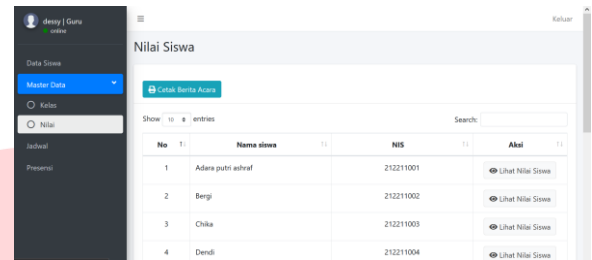 dessy | Guru
online
Keluar
Nilai Siswa
Data Siswa
Master Data
Kelas
Nilai
Jadwal
Presensi
Cetak Berita Acara
Show 10 entries
Search:
No Nama siswa NIS Aksi
1 Adara putri ashraf 212211001 Lihat Nilai Siswa
2 Bergi 212211002 Lihat Nilai Siswa
3 Chika 212211003 Lihat Nilai Siswa
4 Dendi 212211004 Lihat Nilai Siswa